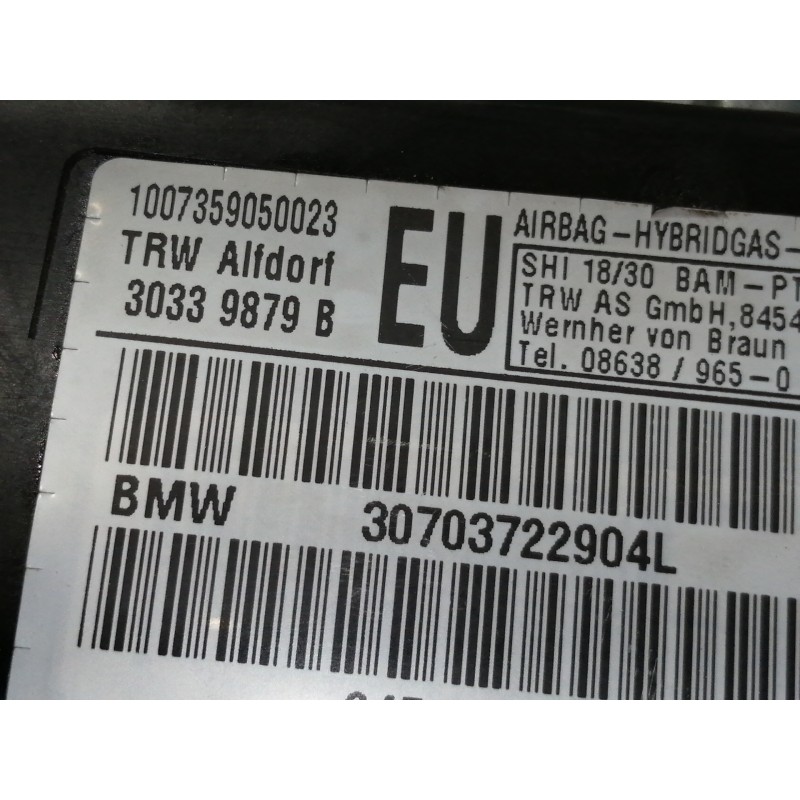 1007359050023
TRW Alfdorf
3033 9879 B
EU
AIRBAG-HYBRIDGAS-
SHI 18/30 BAM-PT
TRW AS GmbH, 8454
Wernher von Braun
Tel. 08638 / 965-0
BMW 30703722904L